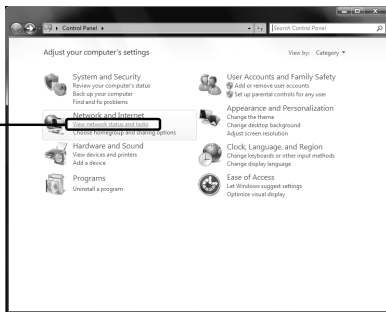 Control Panel
Search Control Panel
Adjust your computer's settings
View by: Category
System and Security
Review your computer's status
Back up your computer
Find and fix problems
Network and Internet
View network status and tasks
Choose homegroup and sharing options
Hardware and Sound
View devices and printers
Add a device
Programs
Uninstall a program
User Accounts and Family Safety
Add or remove user accounts
Set up parental controls for any user
Appearance and Personalization
Change the theme
Change desktop background
Adjust screen resolution
Clock, Language, and Region
Change keyboards or other input methods
Change display language
Ease of Access
Let Windows suggest settings
Optimize visual display